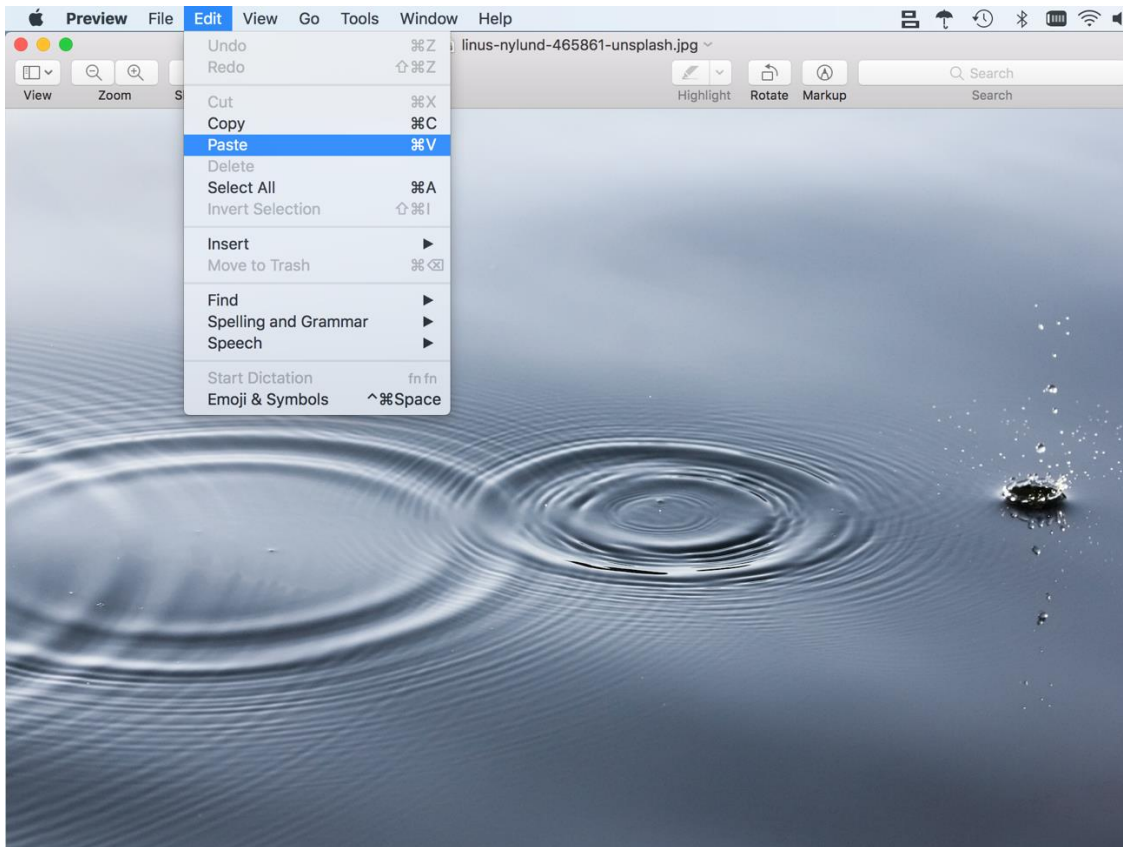 Preview File Edit View Go Tools Window Help
linus-nylund-465861-unsplash.jpg
View Zoom Highlight Rotate Markup Search
Search
Undo ⌘Z
Redo ⇧⌘Z
Cut ⌘X
Copy ⌘C
Paste ⌘V
Delete
Select All ⌘A
Invert Selection ⇧⌘I
Insert ▶
Move to Trash ⌘⌫
Find ▶
Spelling and Grammar ▶
Speech ▶
Start Dictation fn fn
Emoji & Symbols ^⌘Space